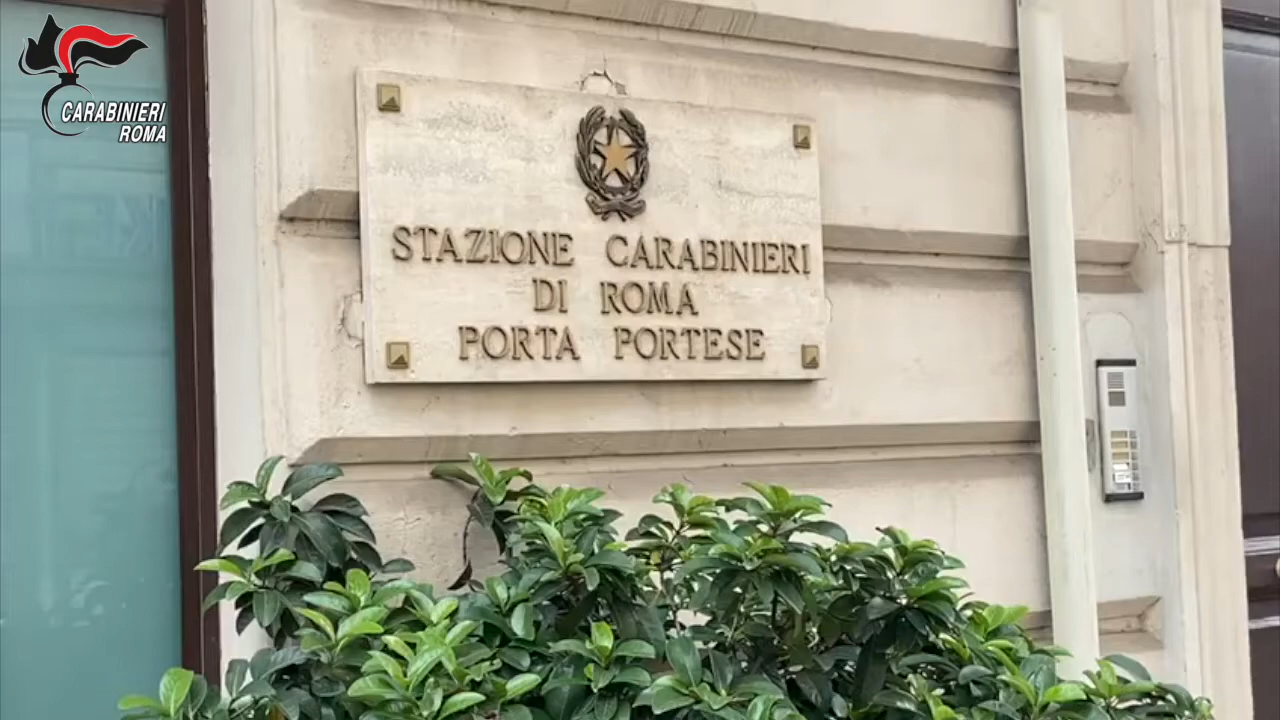 CARABINIERI
ROMA
STAZIONE CARABINIERI
DI ROMA
PORTA PORTESE